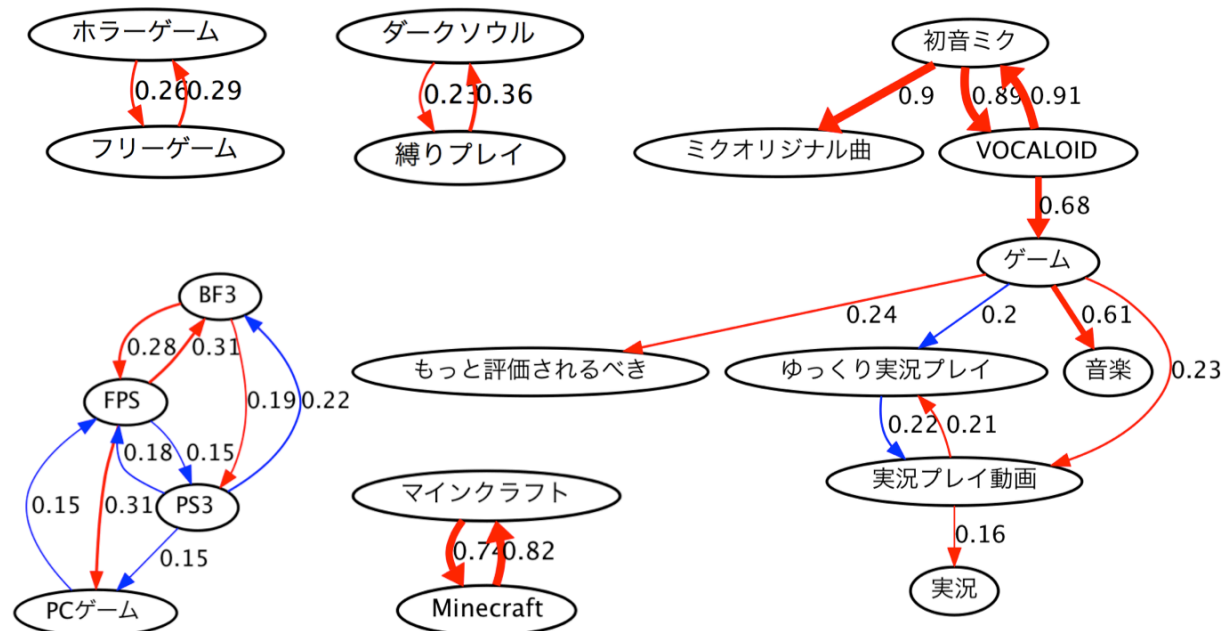 ホラーゲーム
0.26
0.29
フリーゲーム
ダークソウル
0.23
0.36
縛りプレイ
初音ミク
0.9
0.89
0.91
ミクオリジナル曲
VOCALOID
0.68
ゲーム
0.24
0.2
0.61
0.23
もっと評価されるべき
ゆっくり実況プレイ
音楽
0.22
0.21
実況プレイ動画
0.16
実況
BF3
0.28
0.31
0.19
0.22
FPS
0.18
0.15
0.15
0.31
PS3
0.15
PCゲーム
マインクラフト
0.74
0.82
Minecraft